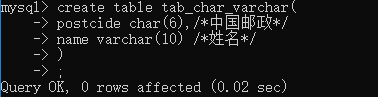 mysql> create table tab_char_varchar(
    -> postcide char(6),/*中国邮政*/
    -> name varchar(10) /*姓名*/
    -> )
    -> ;
Query OK, 0 rows affected (0.02 sec)